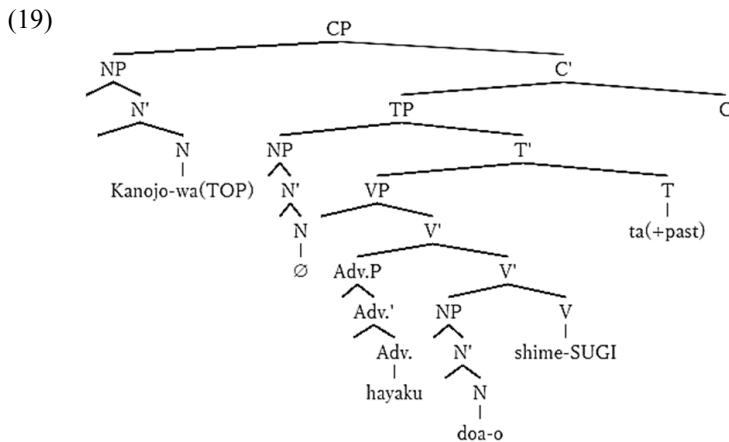 (19)
CP
NP C'
N' TP C
N NP T'
Kanojo-wa(TOP) N' VP T
N V' ta(+past)
∅ Adv.P V'
Adv.' NP V
Adv. N' shime-SUGI
hayaku N
doa-o